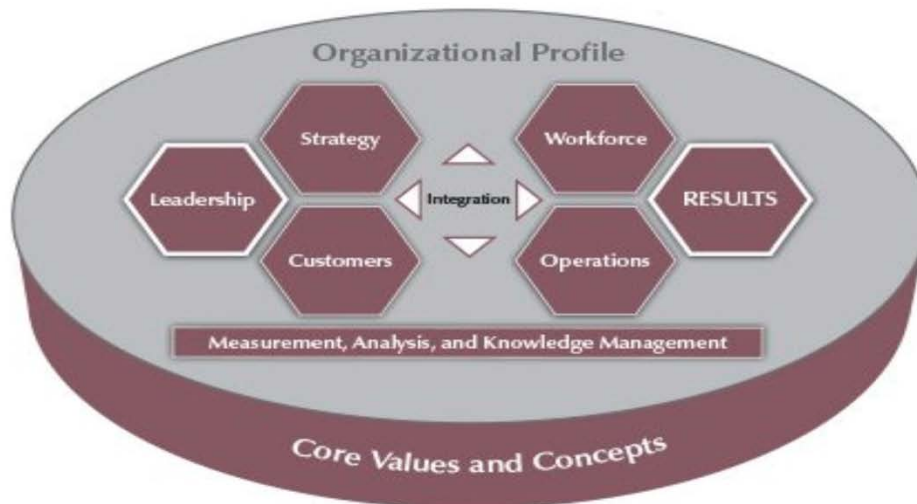 Organizational Profile
Strategy
Workforce
Leadership
Integration
RESULTS
Customers
Operations
Measurement, Analysis, and Knowledge Management
Core Values and Concepts